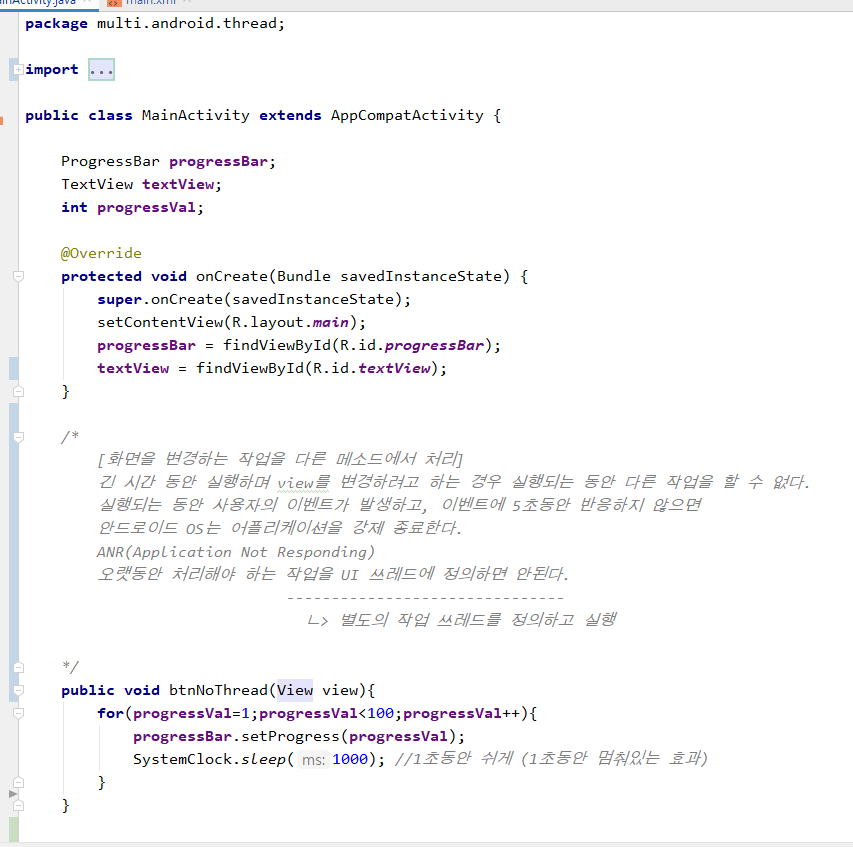 main.xml
package multi.android.thread;
import ...
public class MainActivity extends AppCompatActivity {
ProgressBar progressBar;
TextView textView;
int progressVal;
@Override
protected void onCreate(Bundle savedInstanceState) {
super.onCreate(savedInstanceState);
setContentView(R.layout.main);
progressBar = findViewById(R.id.progressBar);
textView = findViewById(R.id.textView);
}
/*
[화면을 변경하는 작업을 다른 메소드에서 처리]
긴 시간 동안 실행하며 view를 변경하려고 하는 경우 실행되는 동안 다른 작업을 할 수 없다.
실행되는 동안 사용자의 이벤트가 발생하고, 이벤트에 5초동안 반응하지 않으면
안드로이드 OS는 어플리케이션을 강제 종료한다.
ANR(Application Not Responding)
오랫동안 처리해야 하는 작업을 UI 쓰레드에 정의하면 안된다.
-------------------------------
ㄴ> 별도의 작업 쓰레드를 정의하고 실행
*/
public void btnNoThread(View view){
for(progressVal=1;progressVal<100;progressVal++){
progressBar.setProgress(progressVal);
SystemClock.sleep( ms: 1000); //1초동안 쉬게 (1초동안 멈춰있는 효과)
}
}